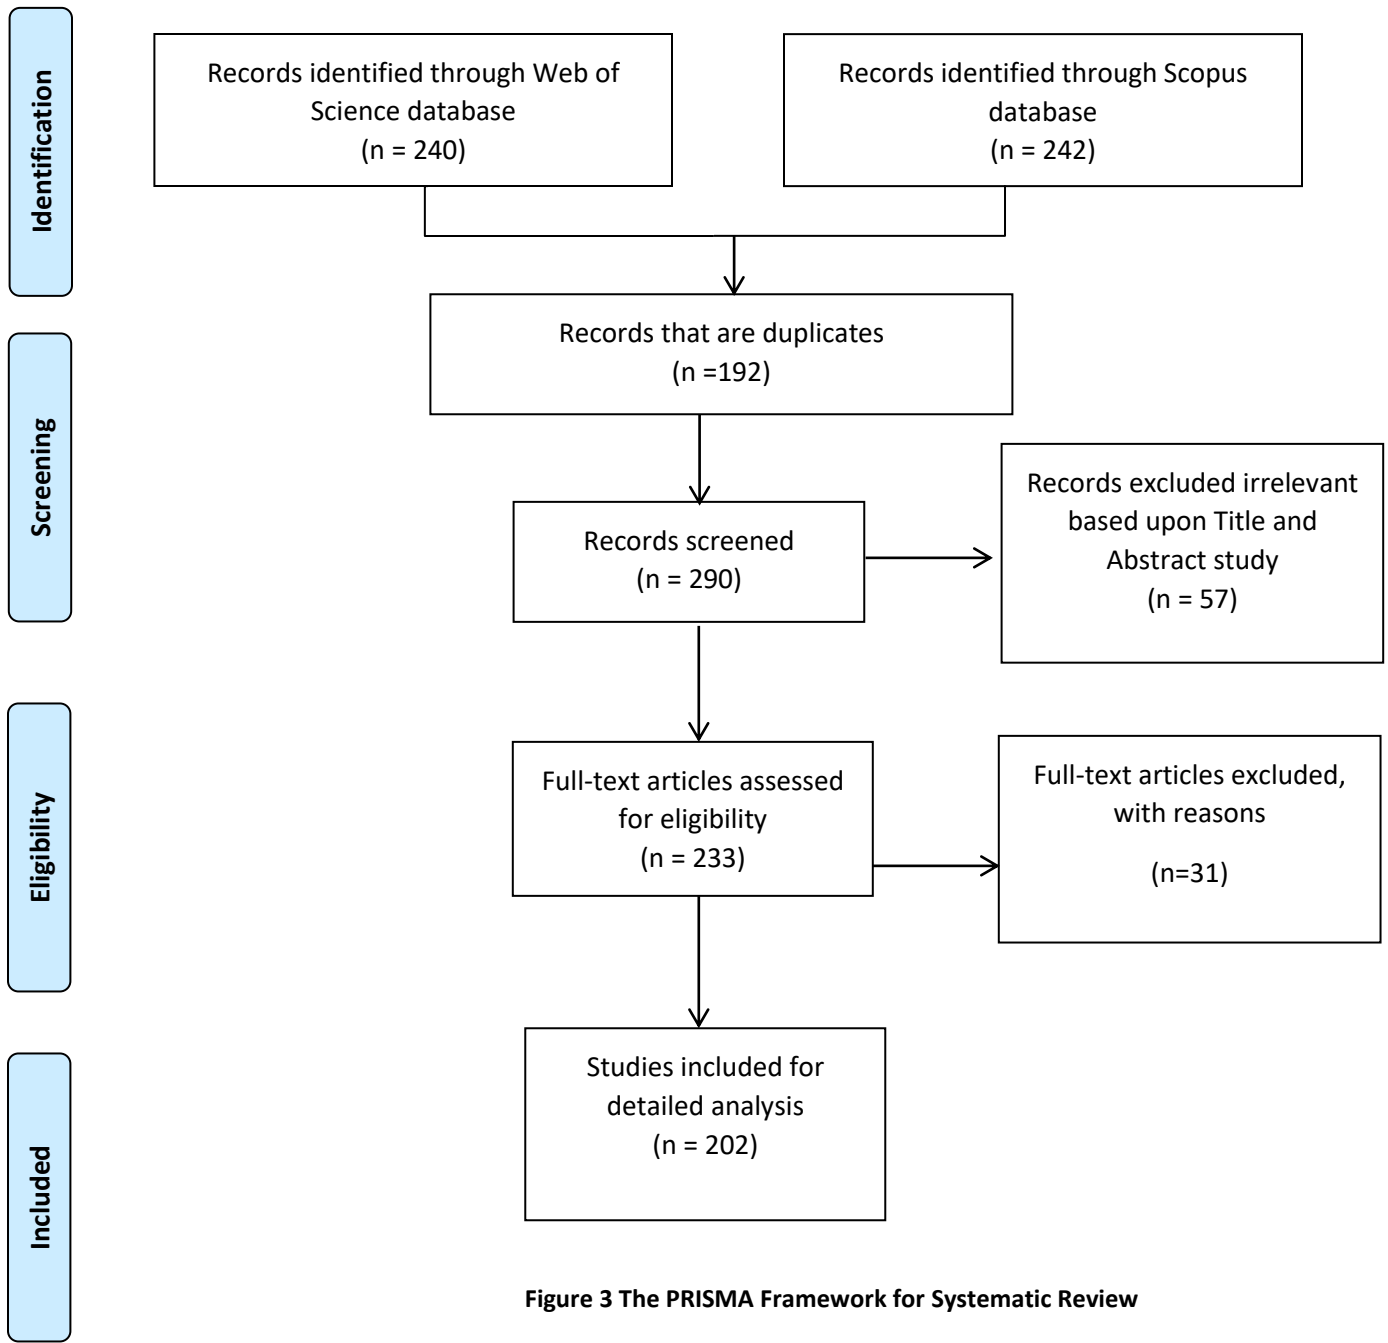 Identification
Records identified through Web of
Science database
(n = 240)
Records identified through Scopus
database
(n = 242)
Records that are duplicates
(n =192)
Screening
Records screened
(n = 290)
Records excluded irrelevant
based upon Title and
Abstract study
(n = 57)
Eligibility
Full-text articles assessed
for eligibility
(n = 233)
Full-text articles excluded,
with reasons
(n=31)
Included
Studies included for
detailed analysis
(n = 202)
Figure 3 The PRISMA Framework for Systematic Review